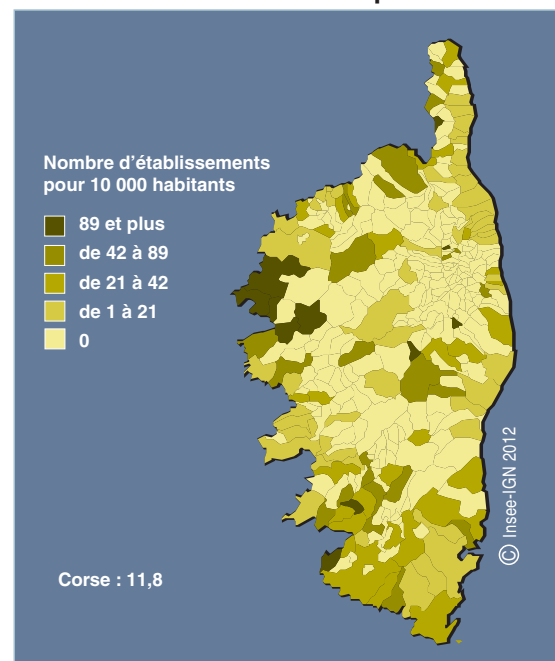 Nombre d'établissements
pour 10 000 habitants
89 et plus
de 42 à 89
de 21 à 42
de 1 à 21
0
Corse : 11,8
© Insee-IGN 2012